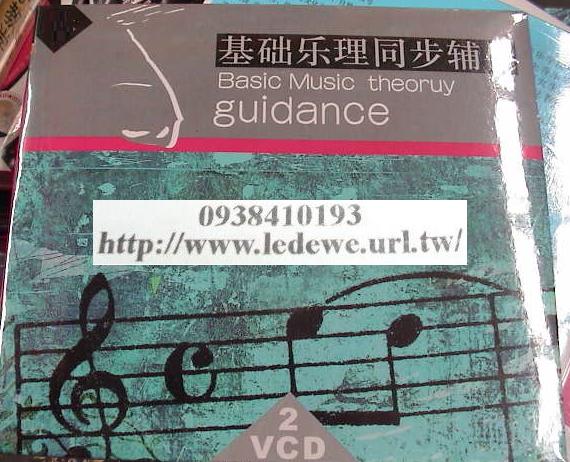 基础乐理同步辅
Basic Music theoruy
guidance
0938410193
http://www.ledewe.url.tw/
2
VCD